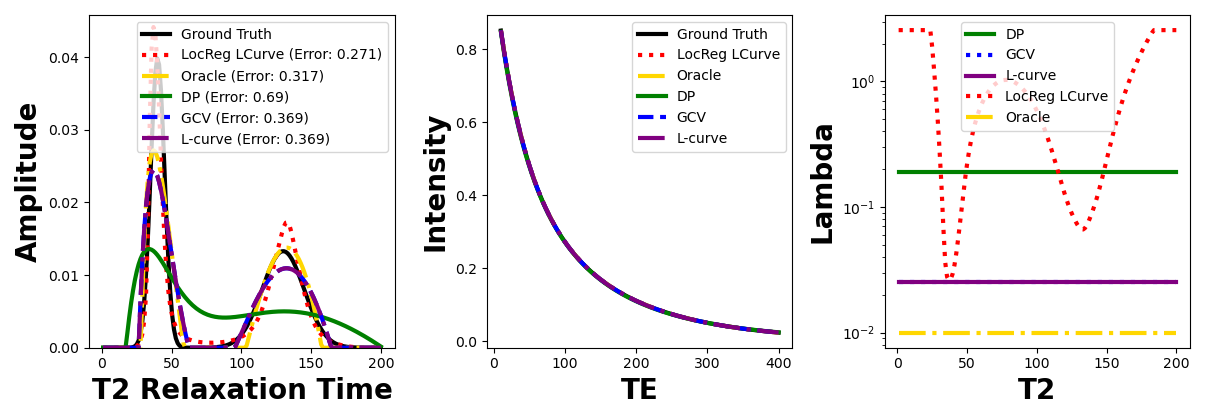 Amplitude
0.04
0.03
0.02
0.01
0.00
Ground Truth
LocReg LCurve (Error: 0.271)
Oracle (Error: 0.317)
DP (Error: 0.69)
GCV (Error: 0.369)
L-curve (Error: 0.369)
0 50 100 150 200
T2 Relaxation Time
Intensity
0.8
0.6
0.4
0.2
0.0
Ground Truth
LocReg LCurve
Oracle
DP
GCV
L-curve
0 100 200 300 400
TE
Lambda
10⁰
10⁻¹
10⁻²
DP
GCV
L-curve
LocReg LCurve
Oracle
0 50 100 150 200
T2